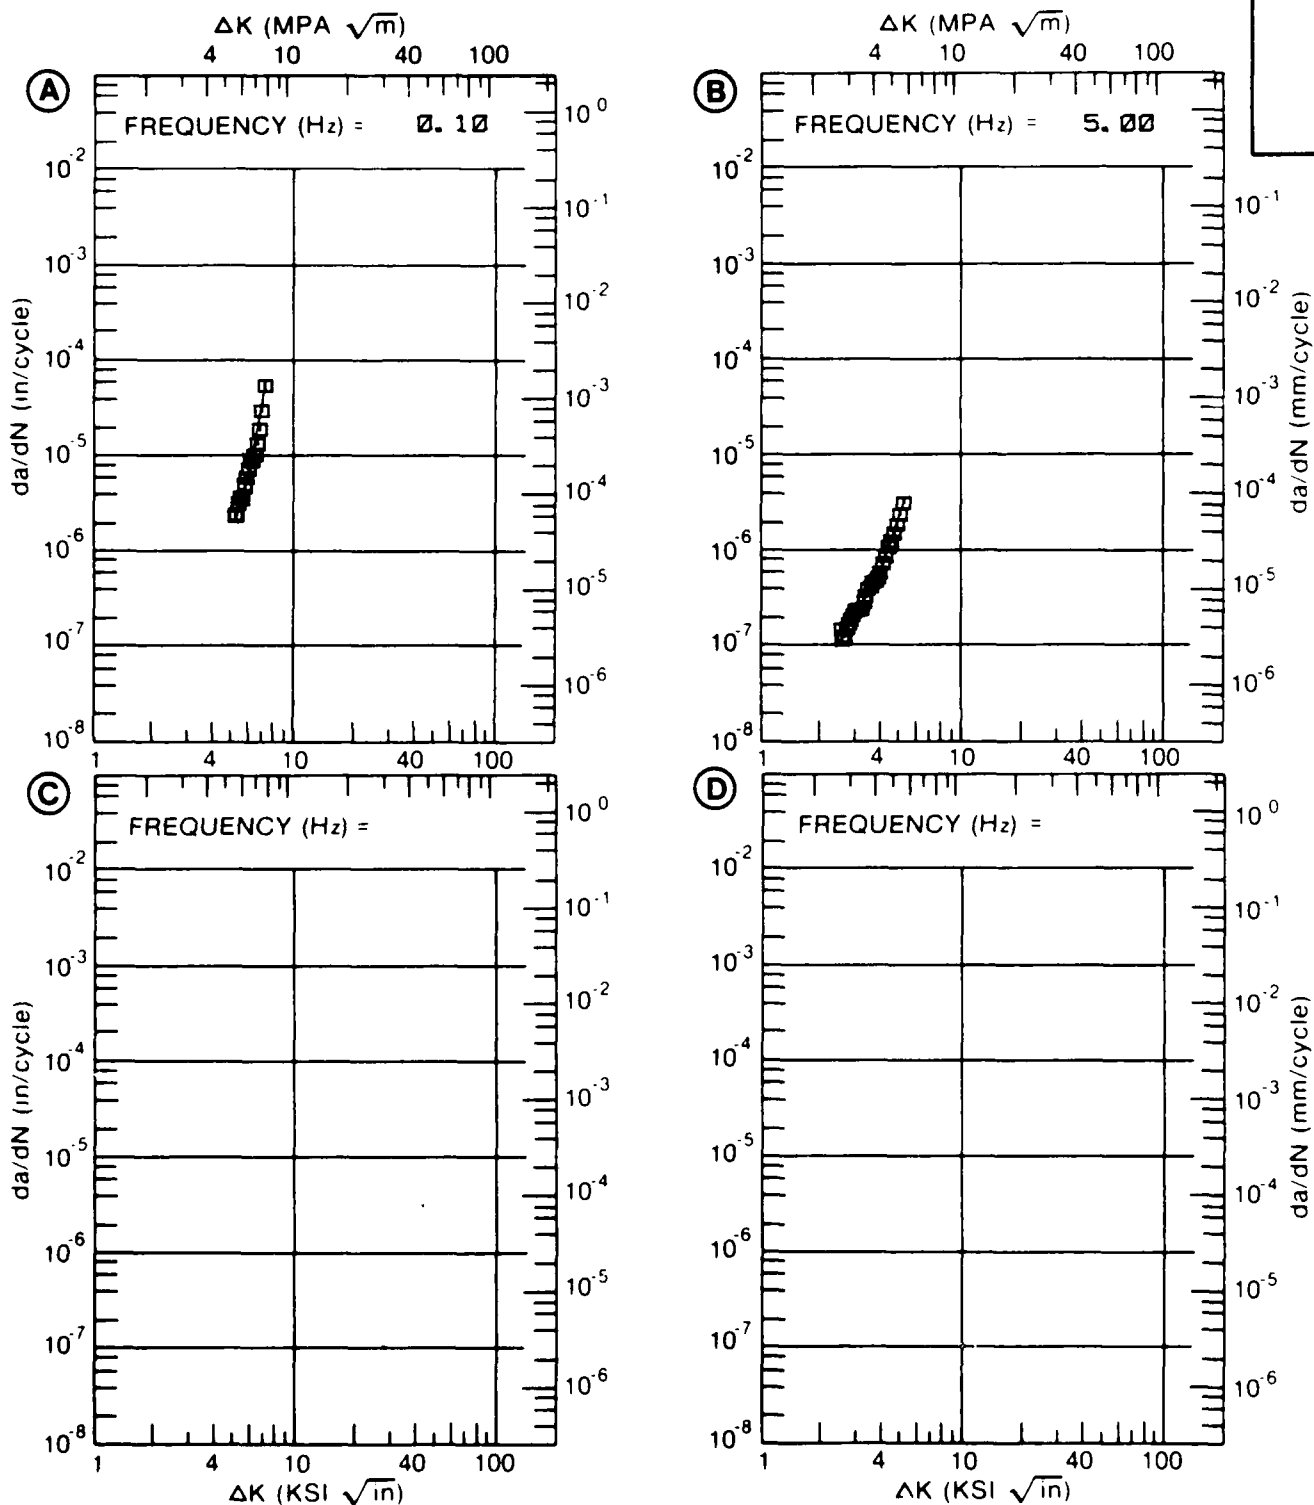 ΔK (MPA √m)
4 10 40 100
A
FREQUENCY (Hz) = 0.10
10^0
10^-1
10^-2
10^-3
10^-4
10^-5
10^-6
da/dN (in/cycle)
10^-2
10^-3
10^-4
10^-5
10^-6
10^-7
10^-8
1 4 10 40 100
ΔK (MPA √m)
4 10 40 100
B
FREQUENCY (Hz) = 5.00
10^-2
10^-3
10^-4
10^-5
10^-6
10^-7
10^-8
10^-1
10^-2
10^-3
10^-4
10^-5
10^-6
da/dN (mm/cycle)
1 4 10 40 100
C
FREQUENCY (Hz) =
10^0
10^-1
10^-2
10^-3
10^-4
10^-5
10^-6
da/dN (in/cycle)
10^-2
10^-3
10^-4
10^-5
10^-6
10^-7
10^-8
1 4 10 40 100
ΔK (KSI √in)
D
FREQUENCY (Hz) =
10^-2
10^-3
10^-4
10^-5
10^-6
10^-7
10^-8
10^0
10^-1
10^-2
10^-3
10^-4
10^-5
10^-6
da/dN (mm/cycle)
1 4 10 40 100
ΔK (KSI √in)